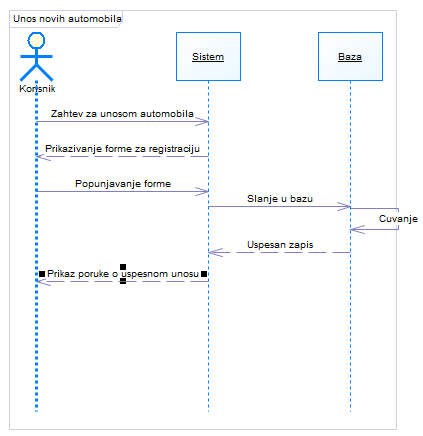 Unos novih automobila
Sistem
Baza
Korisnik
Zahtev za unosom automobila
Prikazivanje forme za registraciju
Popunjavanje forme
Slanje u bazu
Cuvanje
Uspesan zapis
Prikaz poruke o uspesnom unosu